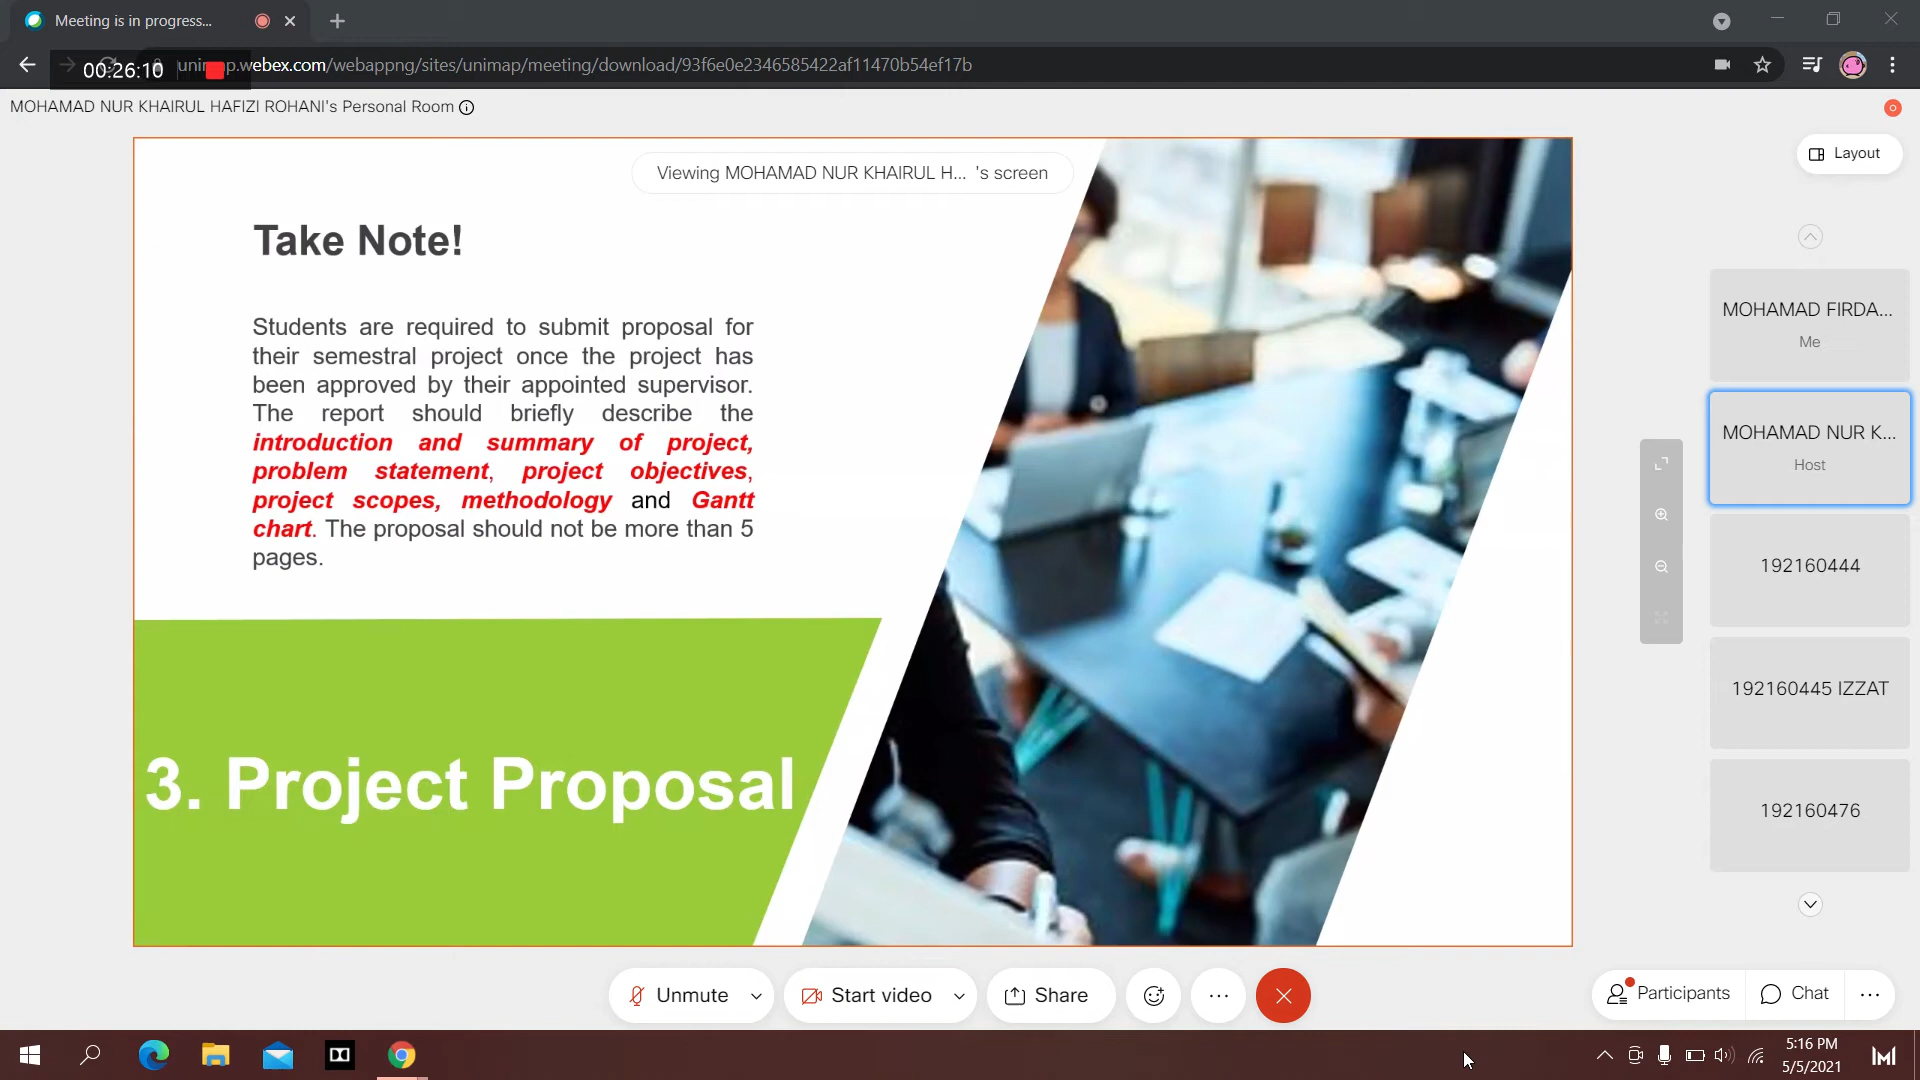 Meeting is in progress...
00:26:10
webex.com/webappng/sites/unimap/meeting/download/93f6e0e2346585422af11470b54ef17b
MOHAMAD NUR KHAIRUL HAFIZI ROHANI's Personal Room
Viewing MOHAMAD NUR KHAIRUL H... 's screen
Layout
Take Note!
Students are required to submit proposal for
their semestral project once the project has
been approved by their appointed supervisor.
The report should briefly describe the
introduction and summary of project,
problem statement, project objectives,
project scopes, methodology and Gantt
chart. The proposal should not be more than 5
pages.
3. Project Proposal
MOHAMAD FIRDA...
Me
MOHAMAD NUR K...
Host
192160444
192160445 IZZAT
192160476
Unmute
Start video
Share
Participants
Chat
5:16 PM
5/5/2021